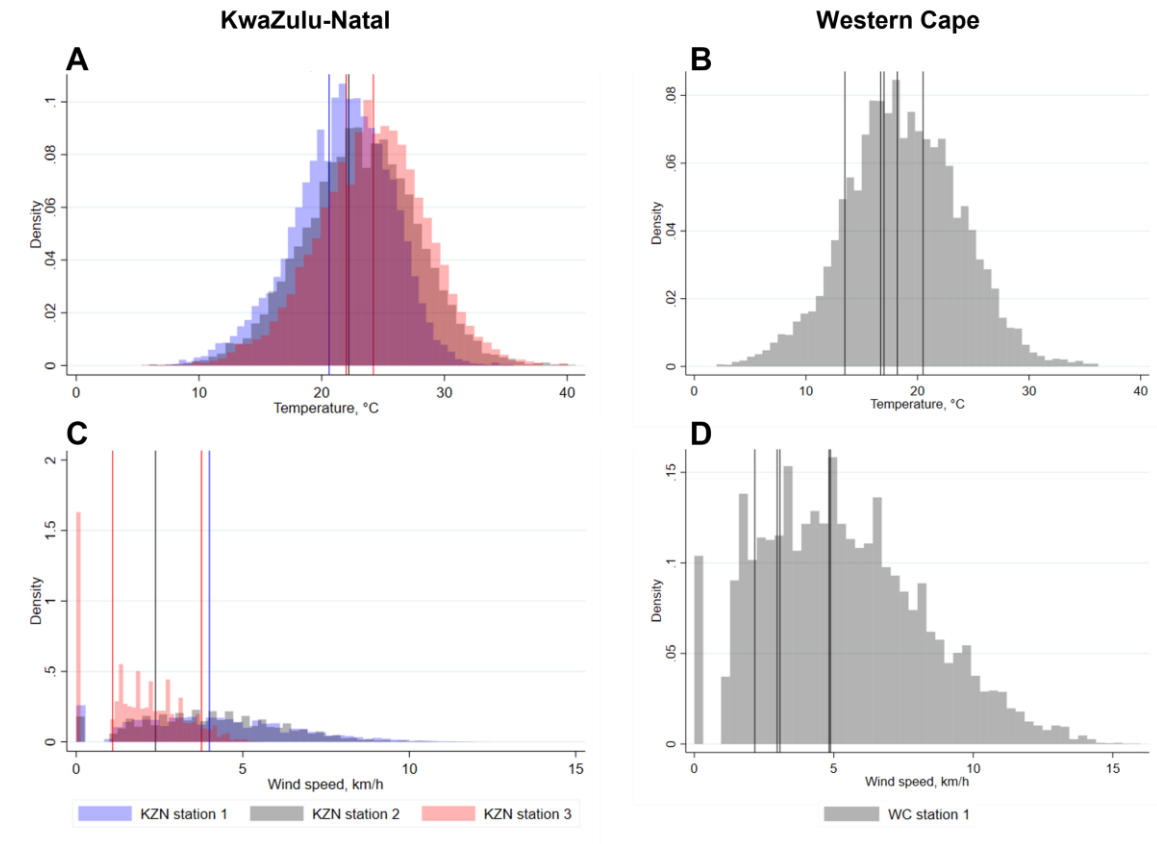 KwaZulu-Natal
Western Cape
A
Density
0
.02
.04
.06
.08
.1
0
10
20
30
40
Temperature, °C
B
Density
0
.02
.04
.06
.08
0
10
20
30
40
Temperature, °C
C
Density
0
.5
1
1.5
2
0
5
10
15
Wind speed, km/h
KZN station 1
KZN station 2
KZN station 3
D
Density
0
.05
.1
.15
0
5
10
15
Wind speed, km/h
WC station 1